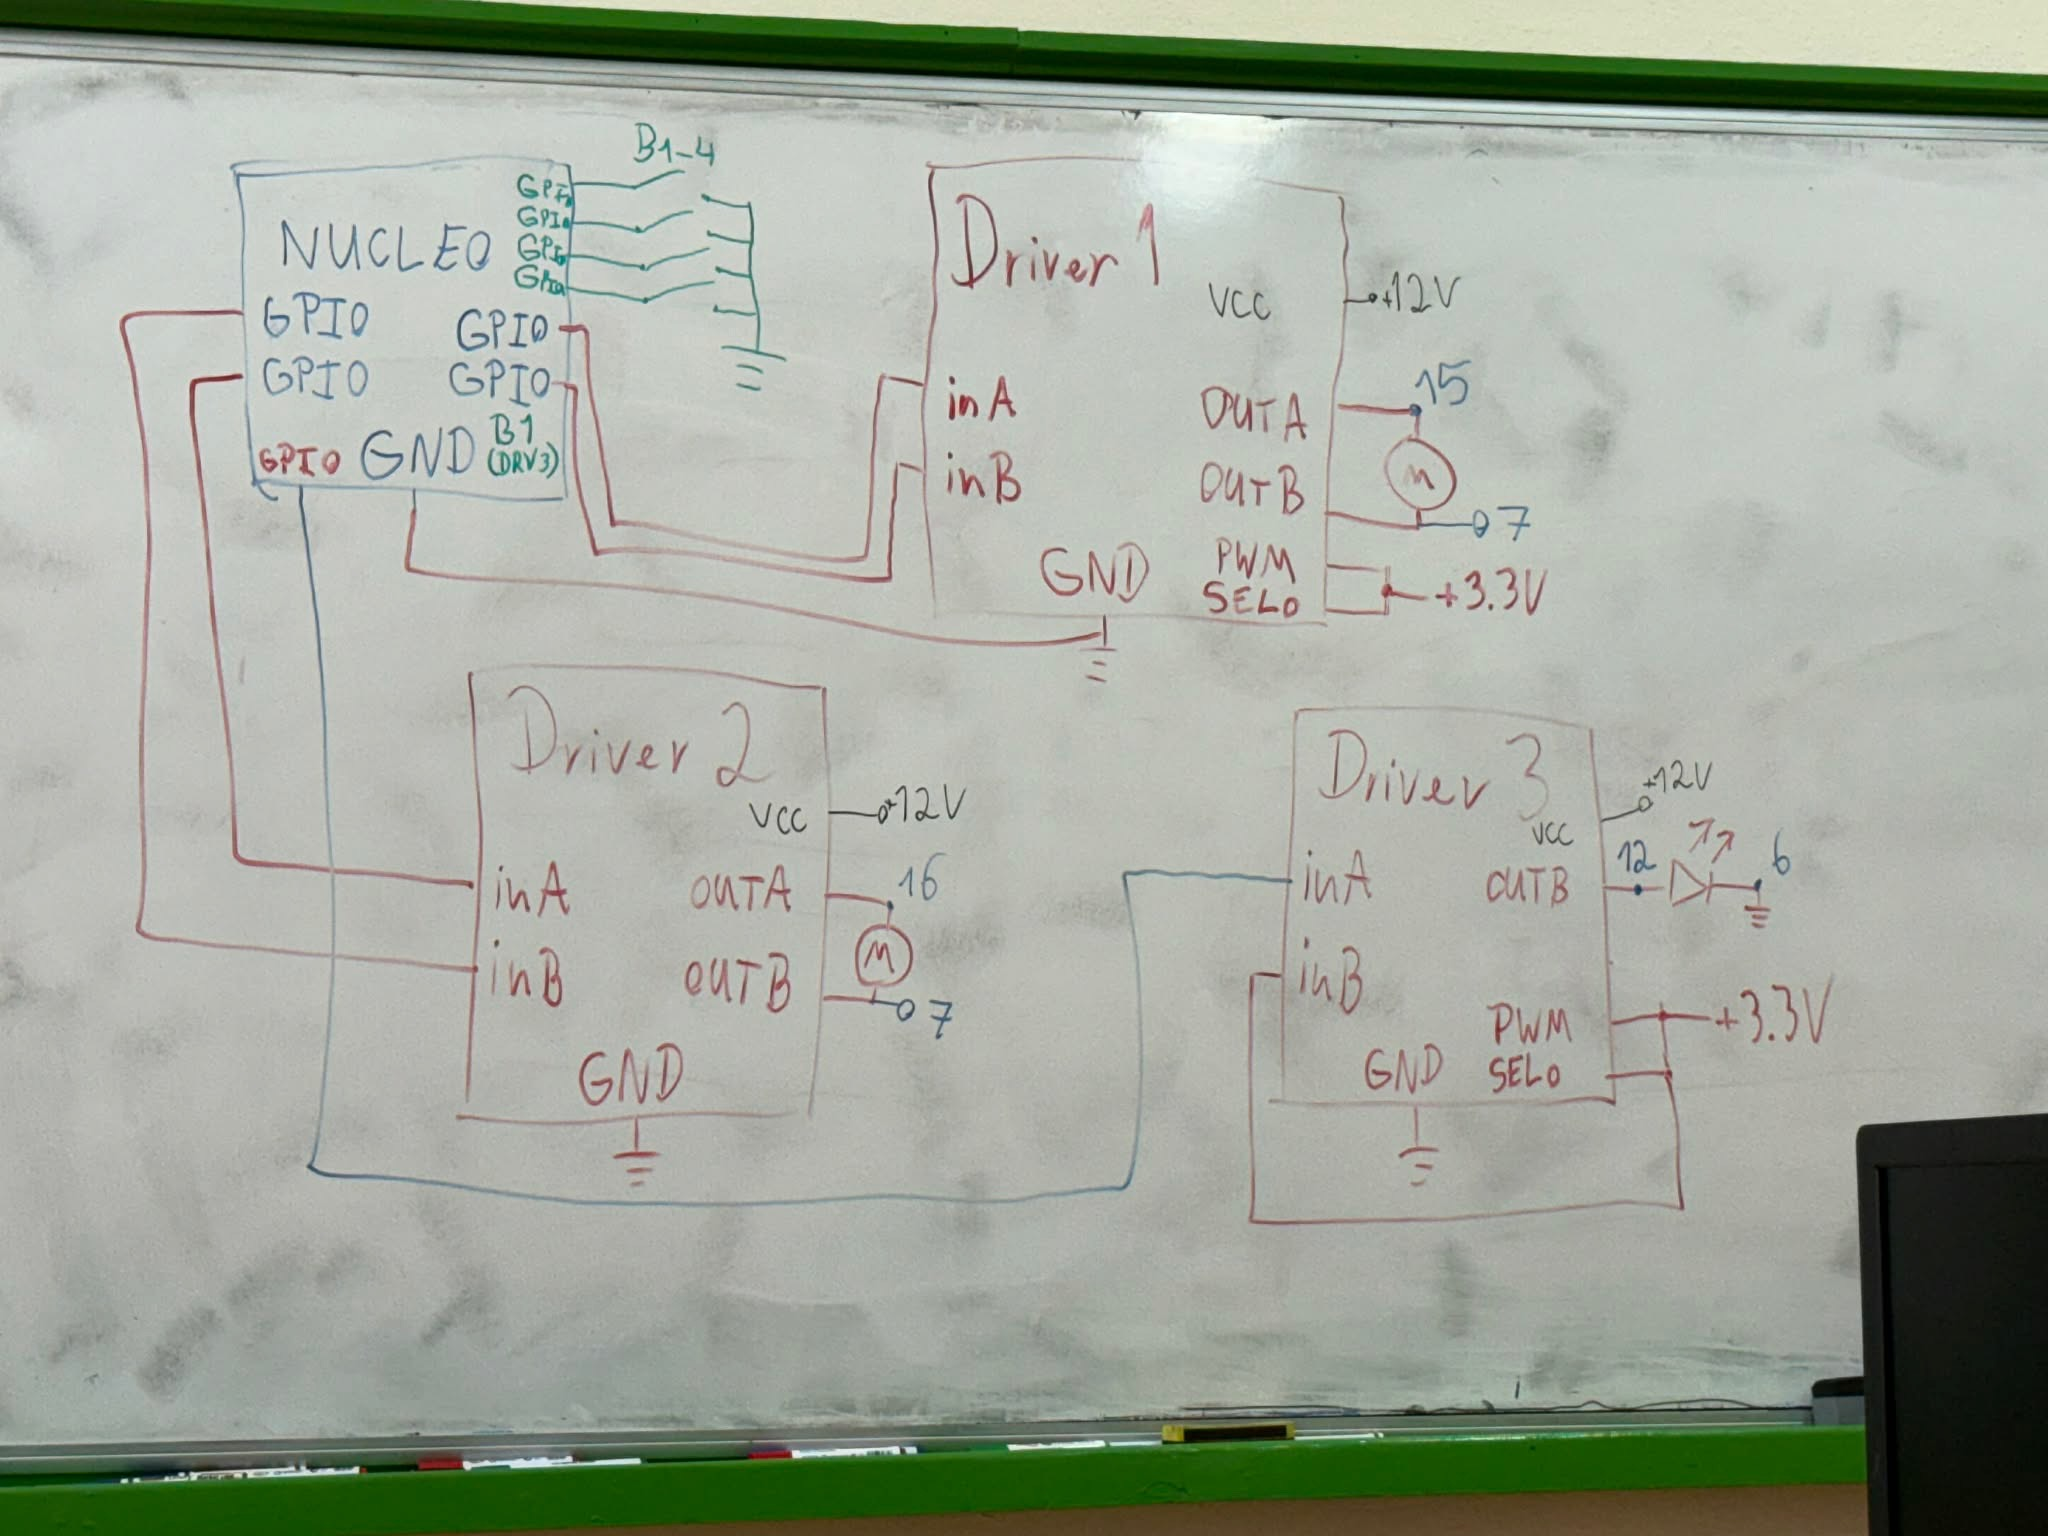 B1-4
GPIO
GPIO
GPIO
GPIO
NUCLEO
GPIO GPIO
GPIO GPIO
GPIO GND B1
(DRV3)
Driver 1
VCC +12V
inA OUTA 15
M
inB OUTB 7
GND PWM
SEL0 +3.3V
Driver 2
VCC +12V
inA OUTA 16
M
inB OUTB 7
GND
Driver 3
VCC +12V
inA OUTB 12 6
inB
PWM +3.3V
GND SEL0